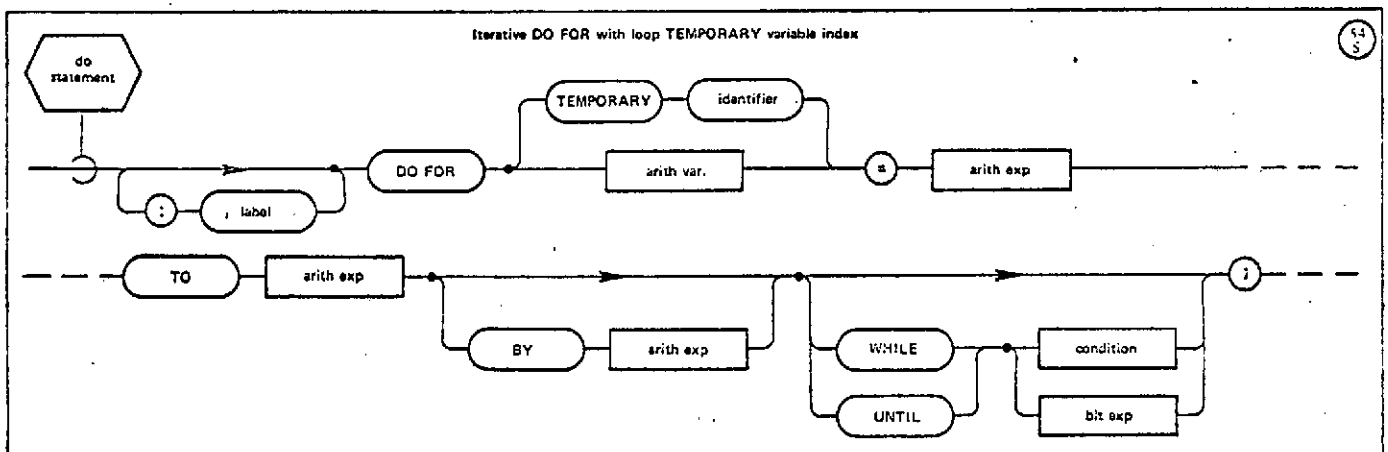 Iterative DO FOR with loop TEMPORARY variable index
54
S
do
statement
TEMPORARY identifier
DO FOR arith var. = arith exp
: label
TO arith exp
BY arith exp
WHILE condition
UNTIL bit exp
;